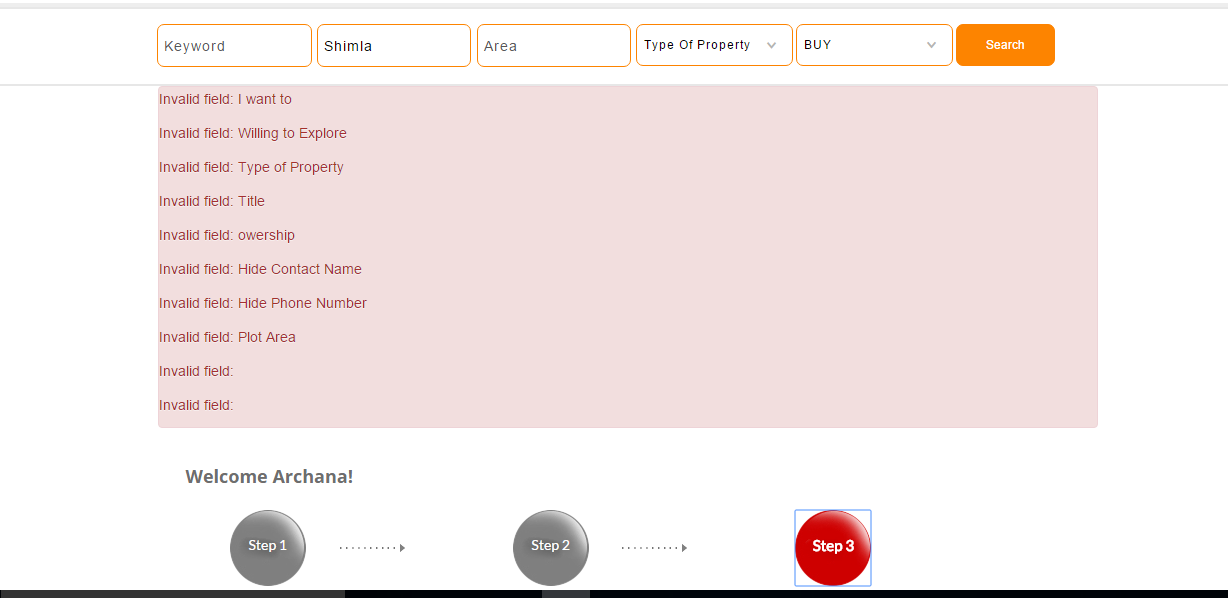 Keyword Shimla Area Type Of Property BUY Search
Invalid field: I want to
Invalid field: Willing to Explore
Invalid field: Type of Property
Invalid field: Title
Invalid field: owership
Invalid field: Hide Contact Name
Invalid field: Hide Phone Number
Invalid field: Plot Area
Invalid field:
Invalid field:
Welcome Archana!
Step 1 Step 2 Step 3